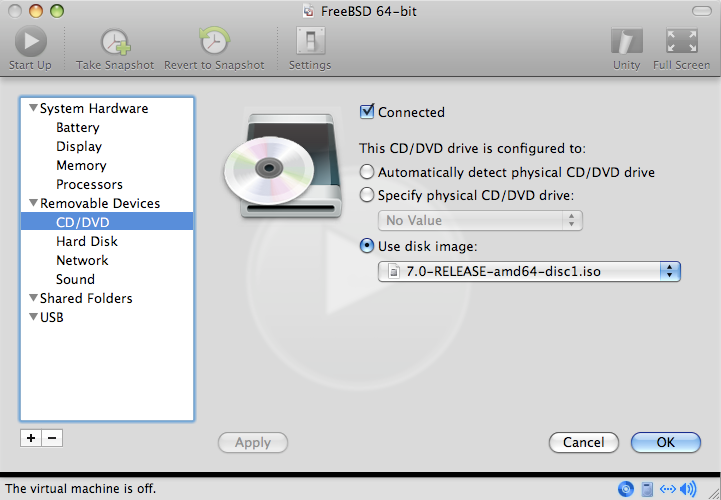 FreeBSD 64-bit
Start Up
Take Snapshot
Revert to Snapshot
Settings
Unity
Full Screen
System Hardware
Battery
Display
Memory
Processors
Removable Devices
CD/DVD
Hard Disk
Network
Sound
Shared Folders
USB
Connected
This CD/DVD drive is configured to:
Automatically detect physical CD/DVD drive
Specify physical CD/DVD drive:
No Value
Use disk image:
7.0-RELEASE-amd64-disc1.iso
Apply
Cancel
OK
The virtual machine is off.